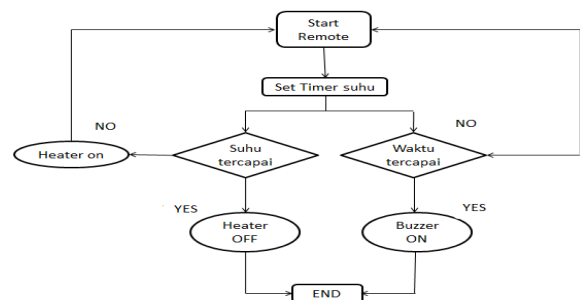 Start
Remote
Set Timer suhu
NO
NO
Heater on
Suhu
tercapai
Waktu
tercapai
YES
YES
Heater
OFF
Buzzer
ON
END